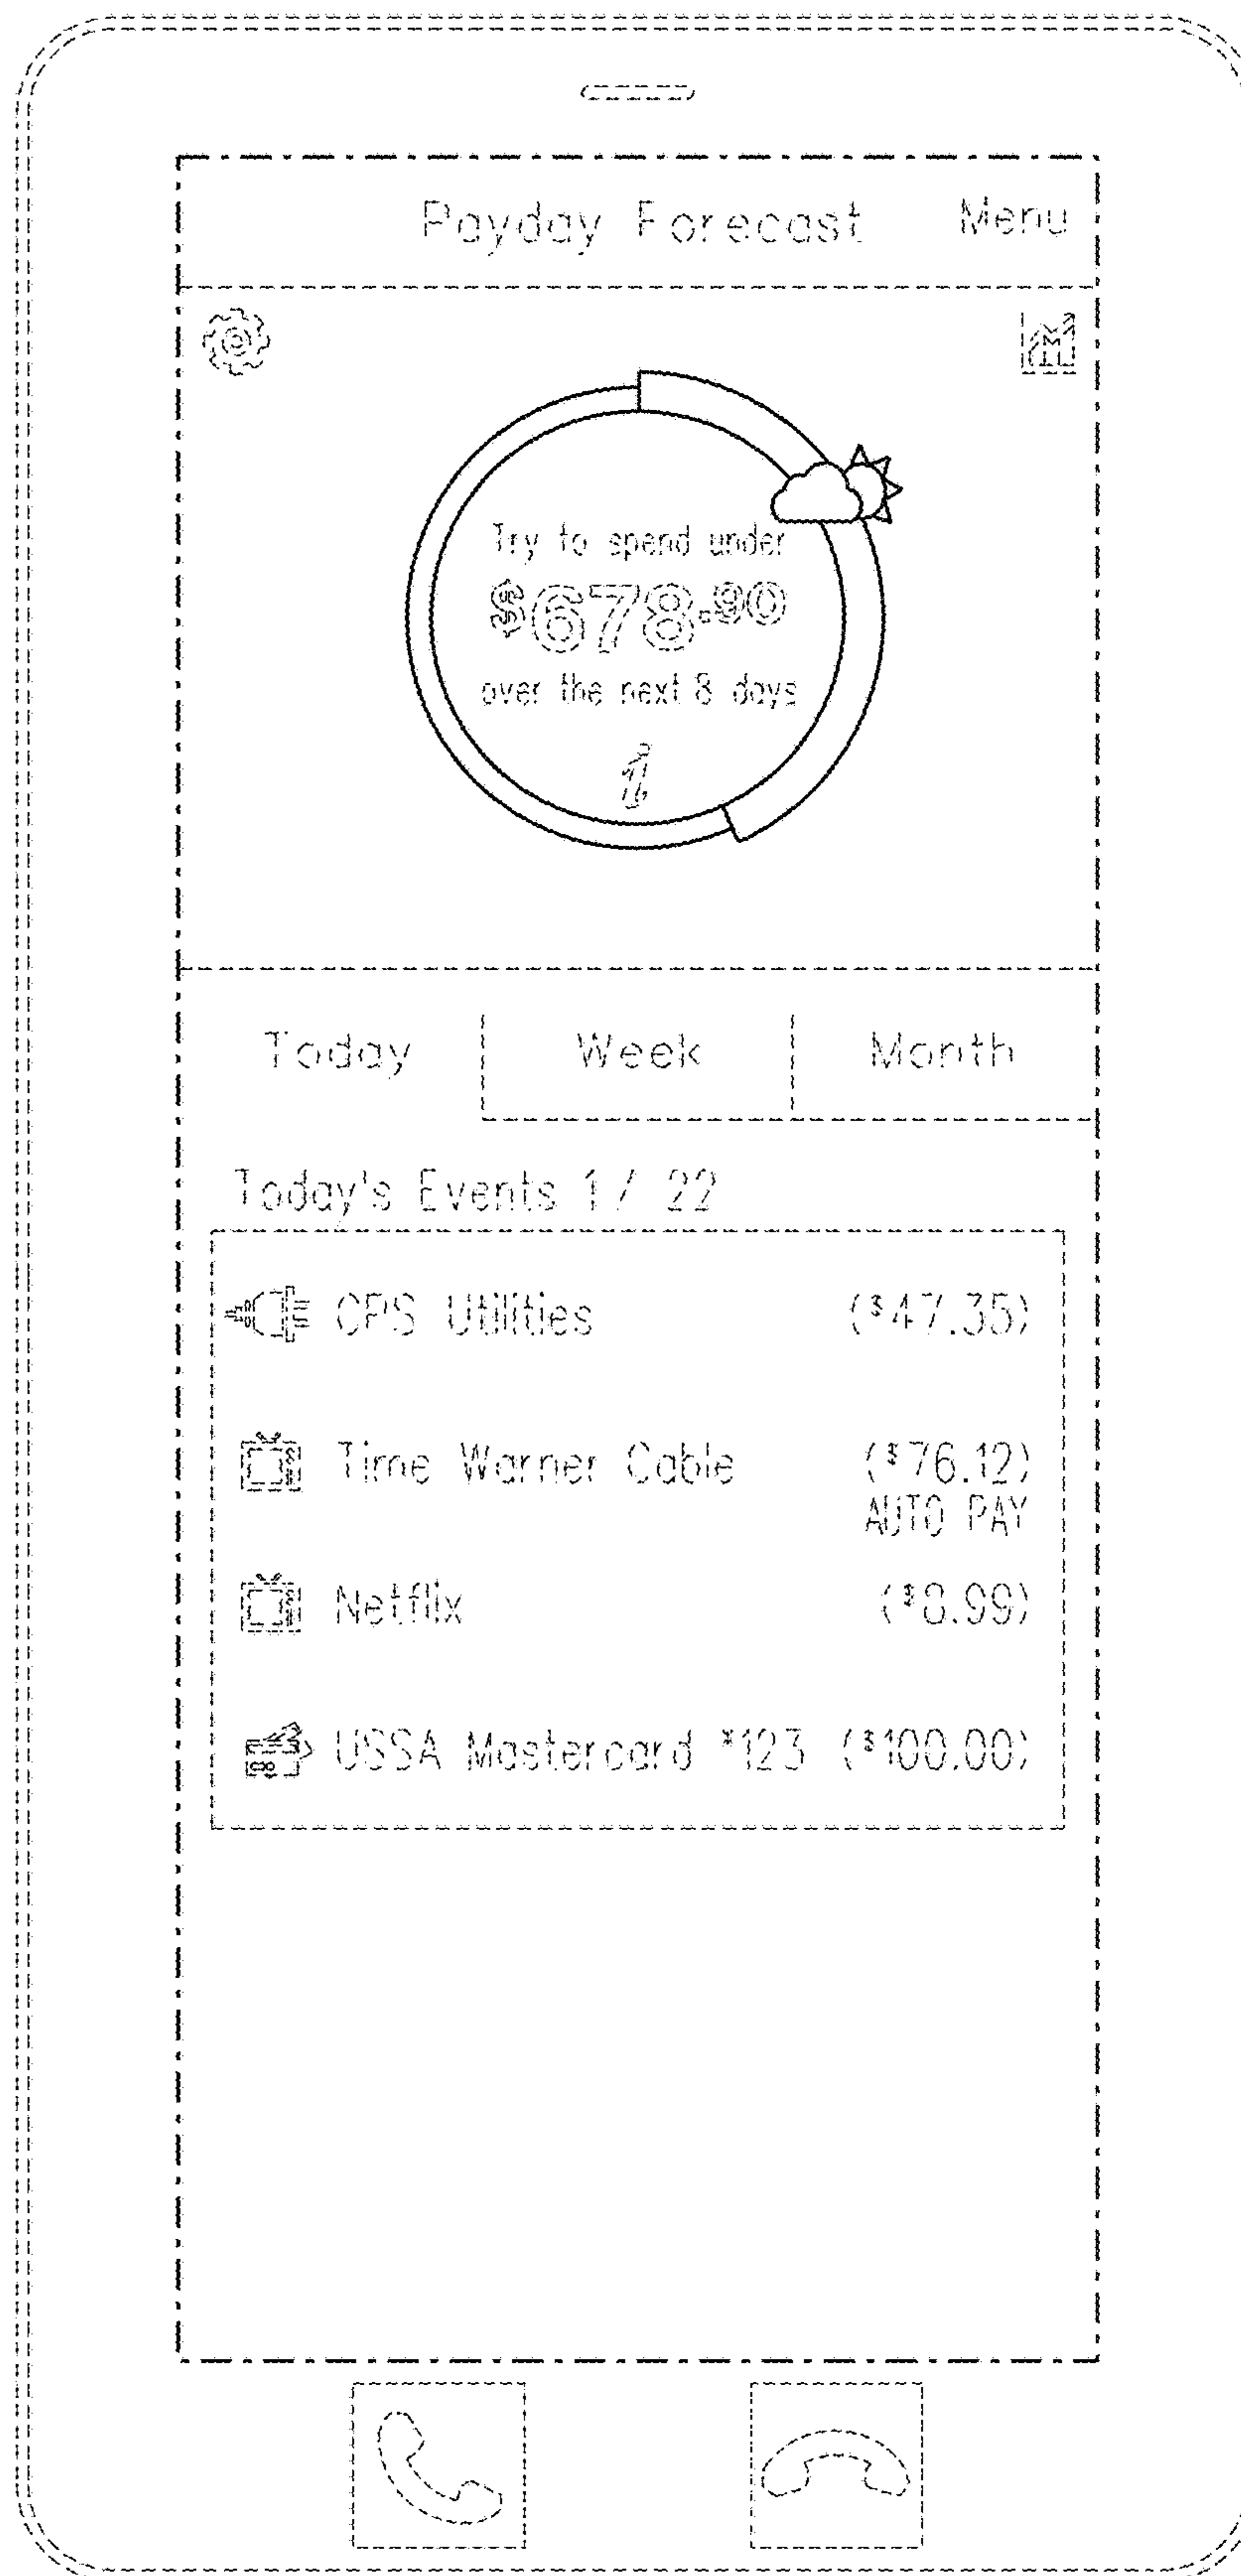 Payday Forecast Menu
Try to spend under
$678.90
over the next 8 days
i
Today Week Month
Today's Events 1 / 22
CPS Utilities ($47.35)
Time Warner Cable ($76.12)
AUTO PAY
Netflix ($8.99)
USSA Mastercard *123 ($100.00)